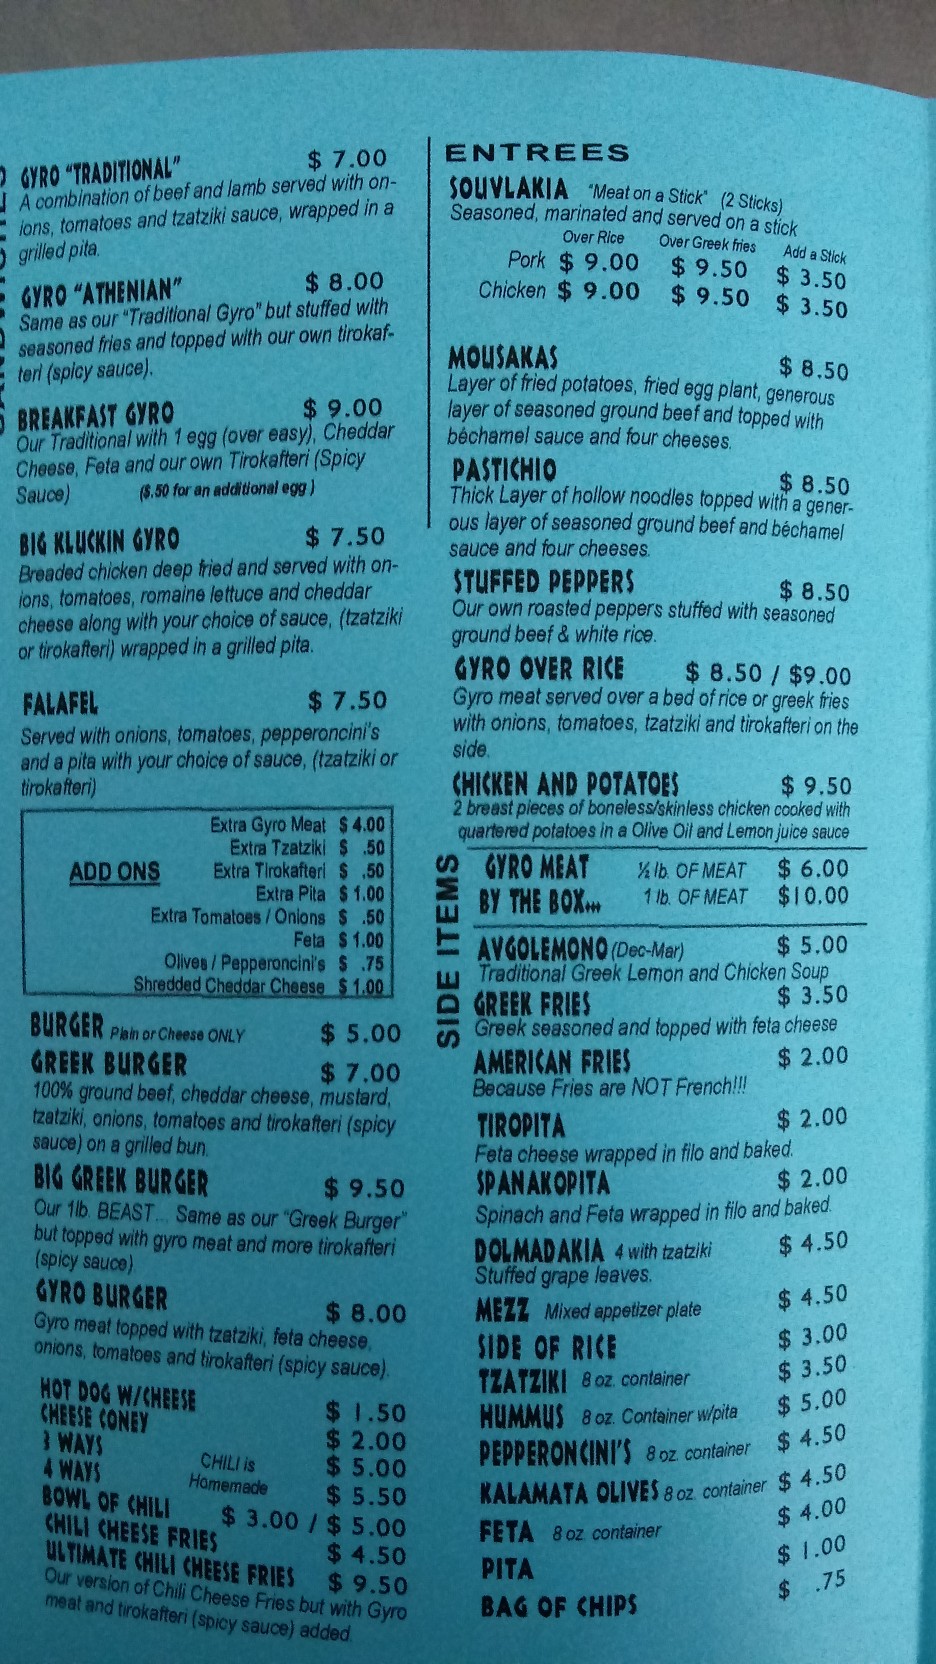 GYRO "TRADITIONAL" $ 7.00
A combination of beef and lamb served with on-
ions, tomatoes and tzatziki sauce, wrapped in a
grilled pita.
GYRO "ATHENIAN" $ 8.00
Same as our "Traditional Gyro" but stuffed with
seasoned fries and topped with our own tirokaf-
teri (spicy sauce).
BREAKFAST GYRO $ 9.00
Our Traditional with 1 egg (over easy), Cheddar
Cheese, Feta and our own Tirokafteri (Spicy
Sauce) ($.50 for an additional egg )
BIG KLUCKIN GYRO $ 7.50
Breaded chicken deep fried and served with on-
ions, tomatoes, romaine lettuce and cheddar
cheese along with your choice of sauce, (tzatziki
or tirokafteri) wrapped in a grilled pita.
FALAFEL $ 7.50
Served with onions, tomatoes, pepperoncini's
and a pita with your choice of sauce, (tzatziki or
tirokafteri)
ADD ONS
Extra Gyro Meat $ 4.00
Extra Tzatziki $ .50
Extra Tirokafteri $ .50
Extra Pita $ 1.00
Extra Tomatoes / Onions $ .50
Feta $ 1.00
Olives / Pepperoncini's $ .75
Shredded Cheddar Cheese $ 1.00
BURGER Plain or Cheese ONLY $ 5.00
GREEK BURGER $ 7.00
100% ground beef, cheddar cheese, mustard,
tzatziki, onions, tomatoes and tirokafteri (spicy
sauce) on a grilled bun.
BIG GREEK BURGER $ 9.50
Our 1lb. BEAST... Same as our "Greek Burger"
but topped with gyro meat and more tirokafteri
(spicy sauce).
GYRO BURGER $ 8.00
Gyro meat topped with tzatziki, feta cheese,
onions, tomatoes and tirokafteri (spicy sauce).
HOT DOG W/CHEESE $ 1.50
CHEESE CONEY $ 2.00
3 WAYS $ 5.00
4 WAYS $ 5.50
CHILI is
Homemade
BOWL OF CHILI $ 3.00 / $ 5.00
CHILI CHEESE FRIES $ 4.50
ULTIMATE CHILI CHEESE FRIES $ 9.50
Our version of Chili Cheese Fries but with Gyro
meat and tirokafteri (spicy sauce) added.
ENTREES
SOUVLAKIA "Meat on a Stick" (2 Sticks)
Seasoned, marinated and served on a stick
Over Rice Over Greek fries Add a Stick
Pork $ 9.00 $ 9.50 $ 3.50
Chicken $ 9.00 $ 9.50 $ 3.50
MOUSAKAS $ 8.50
Layer of fried potatoes, fried egg plant, generous
layer of seasoned ground beef and topped with
béchamel sauce and four cheeses.
PASTICHIO $ 8.50
Thick Layer of hollow noodles topped with a gener-
ous layer of seasoned ground beef and béchamel
sauce and four cheeses.
STUFFED PEPPERS $ 8.50
Our own roasted peppers stuffed with seasoned
ground beef & white rice.
GYRO OVER RICE $ 8.50 / $9.00
Gyro meat served over a bed of rice or greek fries
with onions, tomatoes, tzatziki and tirokafteri on the
side.
CHICKEN AND POTATOES $ 9.50
2 breast pieces of boneless/skinless chicken cooked with
quartered potatoes in a Olive Oil and Lemon juice sauce
SIDE ITEMS
GYRO MEAT ½ lb. OF MEAT $ 6.00
BY THE BOX... 1 lb. OF MEAT $10.00
AVGOLEMONO (Dec-Mar) $ 5.00
Traditional Greek Lemon and Chicken Soup
GREEK FRIES $ 3.50
Greek seasoned and topped with feta cheese
AMERICAN FRIES $ 2.00
Because Fries are NOT French!!!
TIROPITA $ 2.00
Feta cheese wrapped in filo and baked.
SPANAKOPITA $ 2.00
Spinach and Feta wrapped in filo and baked.
DOLMADAKIA 4 with tzatziki $ 4.50
Stuffed grape leaves.
MEZZ Mixed appetizer plate $ 4.50
SIDE OF RICE $ 3.00
TZATZIKI 8 oz. container $ 3.50
HUMMUS 8 oz. Container w/pita $ 5.00
PEPPERONCINI'S 8 oz. container $ 4.50
KALAMATA OLIVES 8 oz. container $ 4.50
FETA 8 oz. container $ 4.00
PITA $ 1.00
BAG OF CHIPS $ .75